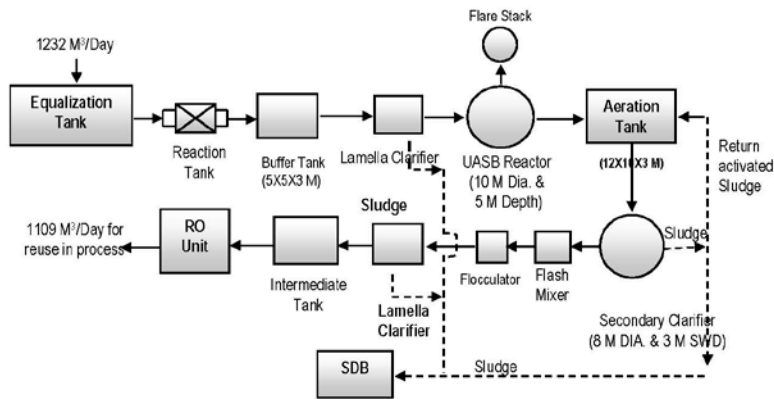 Flare Stack
1232 M³/Day
Equalization
Tank
Reaction
Tank
Buffer Tank
(5X5X3 M)
Lamella Clarifier
UASB Reactor
(10 M Dia. &
5 M Depth)
Aeration
Tank
(12X10X3 M)
Return
activated
Sludge
1109 M³/Day for
reuse in process
RO
Unit
Intermediate
Tank
Sludge
Lamella
Clarifier
Flocculator
Flash
Mixer
Sludge
Secondary Clarifier
(8 M DIA. & 3 M SWD)
SDB
Sludge